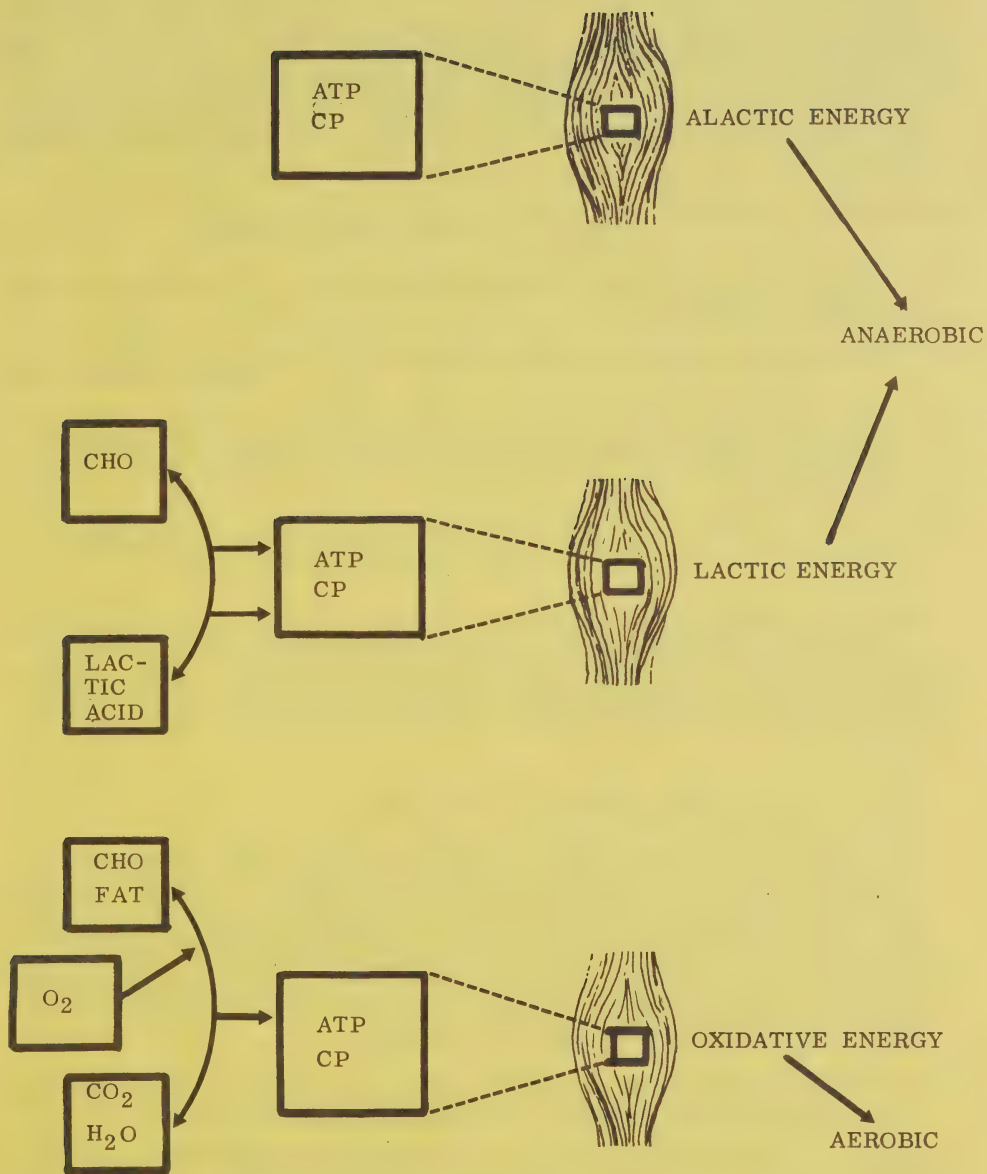 ATP
CP
ALACTIC ENERGY
ANAEROBIC
CHO
ATP
CP
LACTIC ENERGY
LAC-
TIC
ACID
CHO
FAT
O₂
ATP
CP
OXIDATIVE ENERGY
CO₂
H₂O
AEROBIC